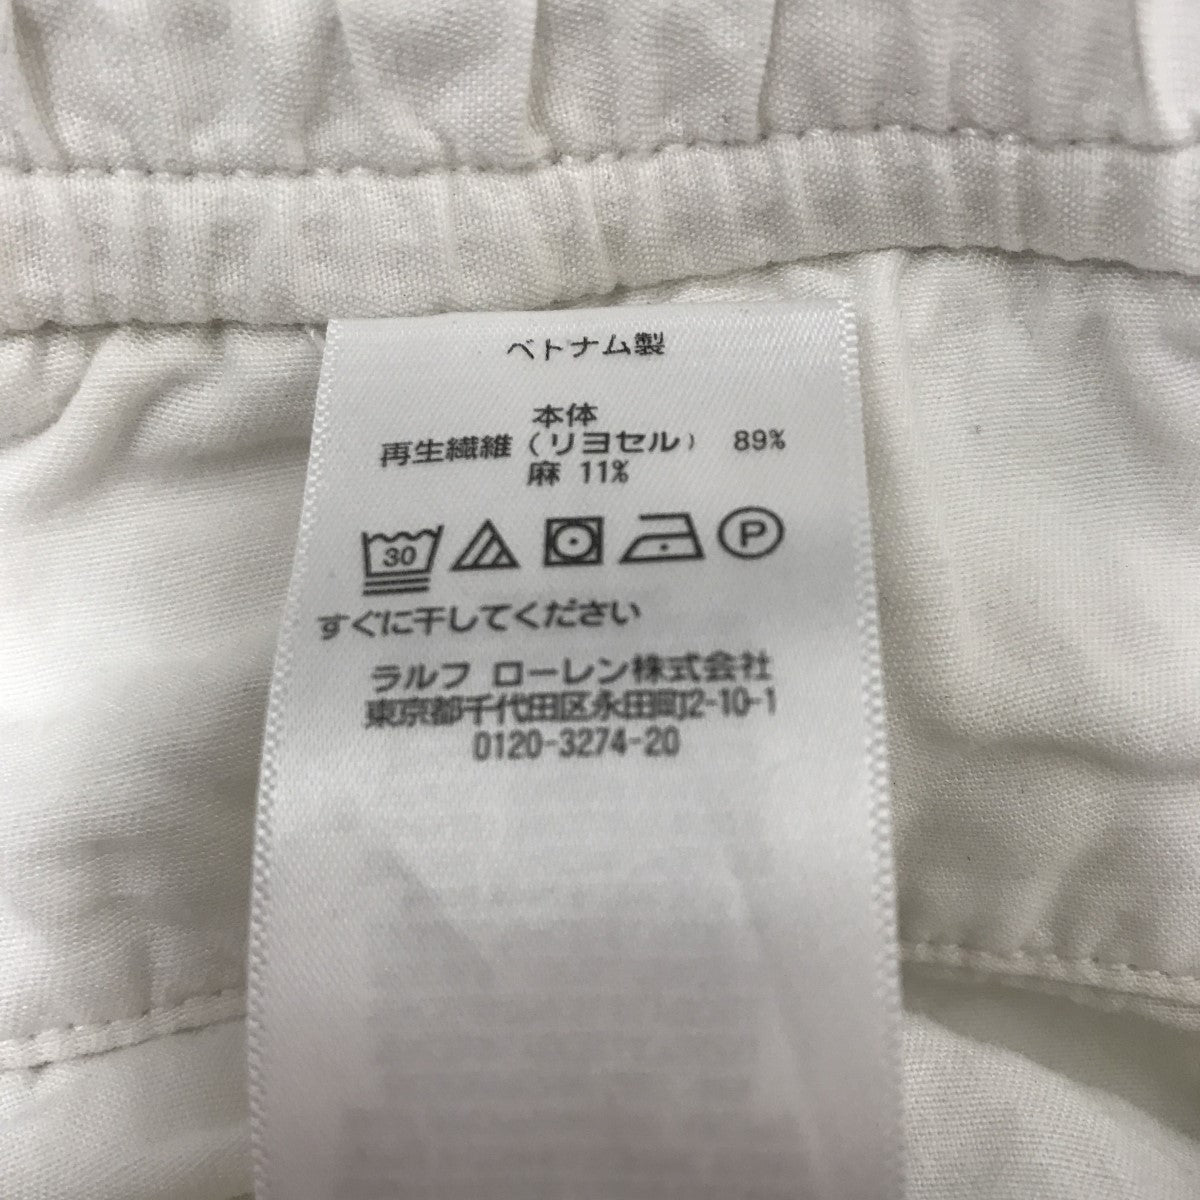 ベトナム製
本体
再生繊維（リヨセル） 89%
麻 11%
30 P
すぐに干してください
ラルフ ローレン株式会社
東京都千代田区永田町2-10-1
0120-3274-20